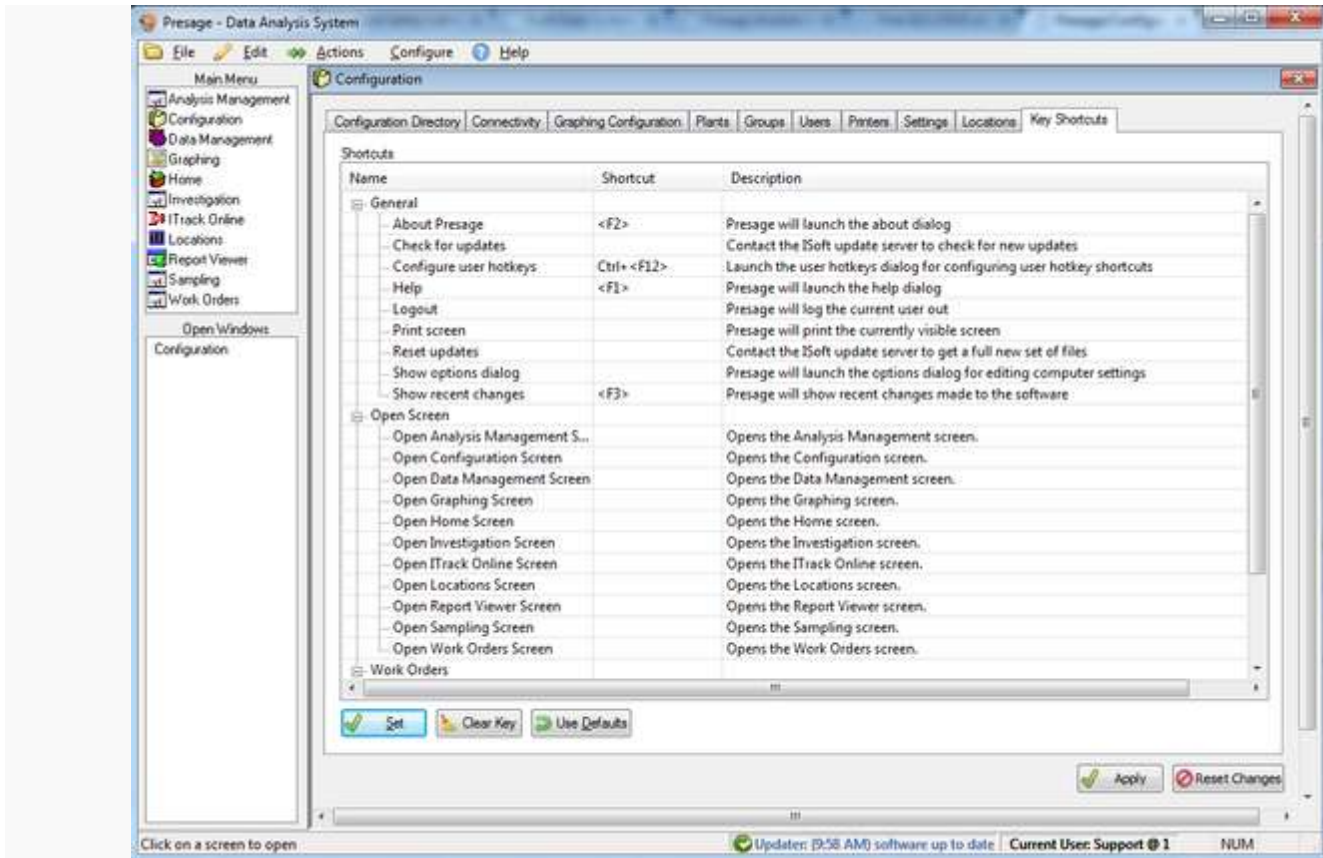 Presage - Data Analysis System
File Edit Actions Configure Help
Main Menu
Analysis Management
Configuration
Data Management
Graphing
Home
Investigation
ITrack Online
Locations
Report Viewer
Sampling
Work Orders
Open Windows
Configuration
Configuration
Configuration Directory Connectivity Graphing Configuration Plants Groups Users Printers Settings Locations Key Shortcuts
Shortcuts
Name Shortcut Description
General
About Presage <F2> Presage will launch the about dialog
Check for updates Contact the ISoft update server to check for new updates
Configure user hotkeys Ctrl+<F12> Launch the user hotkeys dialog for configuring user hotkey shortcuts
Help <F1> Presage will launch the help dialog
Logout Presage will log the current user out
Print screen Presage will print the currently visible screen
Reset updates Contact the ISoft update server to get a full new set of files
Show options dialog Presage will launch the options dialog for editing computer settings
Show recent changes <F3> Presage will show recent changes made to the software
Open Screen
Open Analysis Management S... Opens the Analysis Management screen.
Open Configuration Screen Opens the Configuration screen.
Open Data Management Screen Opens the Data Management screen.
Open Graphing Screen Opens the Graphing screen.
Open Home Screen Opens the Home screen.
Open Investigation Screen Opens the Investigation screen.
Open ITrack Online Screen Opens the ITrack Online screen.
Open Locations Screen Opens the Locations screen.
Open Report Viewer Screen Opens the Report Viewer screen.
Open Sampling Screen Opens the Sampling screen.
Open Work Orders Screen Opens the Work Orders screen.
Work Orders
Set Clear Key Use Defaults
Apply Reset Changes
Click on a screen to open Updater: (9:58 AM) software up to date Current User: Support @ 1 NUM